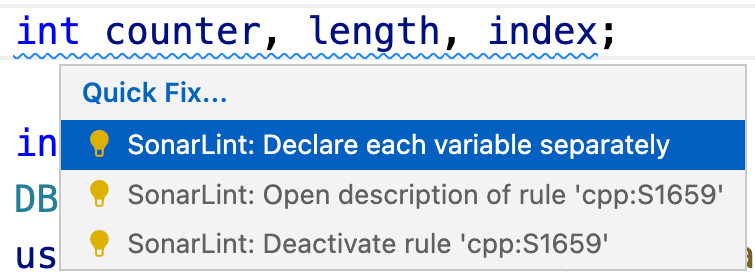 int counter, length, index;
Quick Fix...
in
SonarLint: Declare each variable separately
DB
SonarLint: Open description of rule 'cpp:S1659'
us
SonarLint: Deactivate rule 'cpp:S1659'